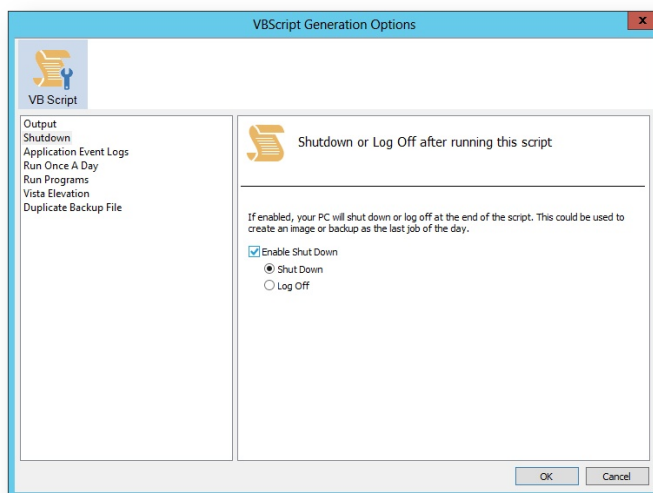 VBScript Generation Options
x
VB Script
Output
Shutdown
Application Event Logs
Run Once A Day
Run Programs
Vista Elevation
Duplicate Backup File
Shutdown or Log Off after running this script
If enabled, your PC will shut down or log off at the end of the script. This could be used to
create an image or backup as the last job of the day.
Enable Shut Down
Shut Down
Log Off
OK
Cancel